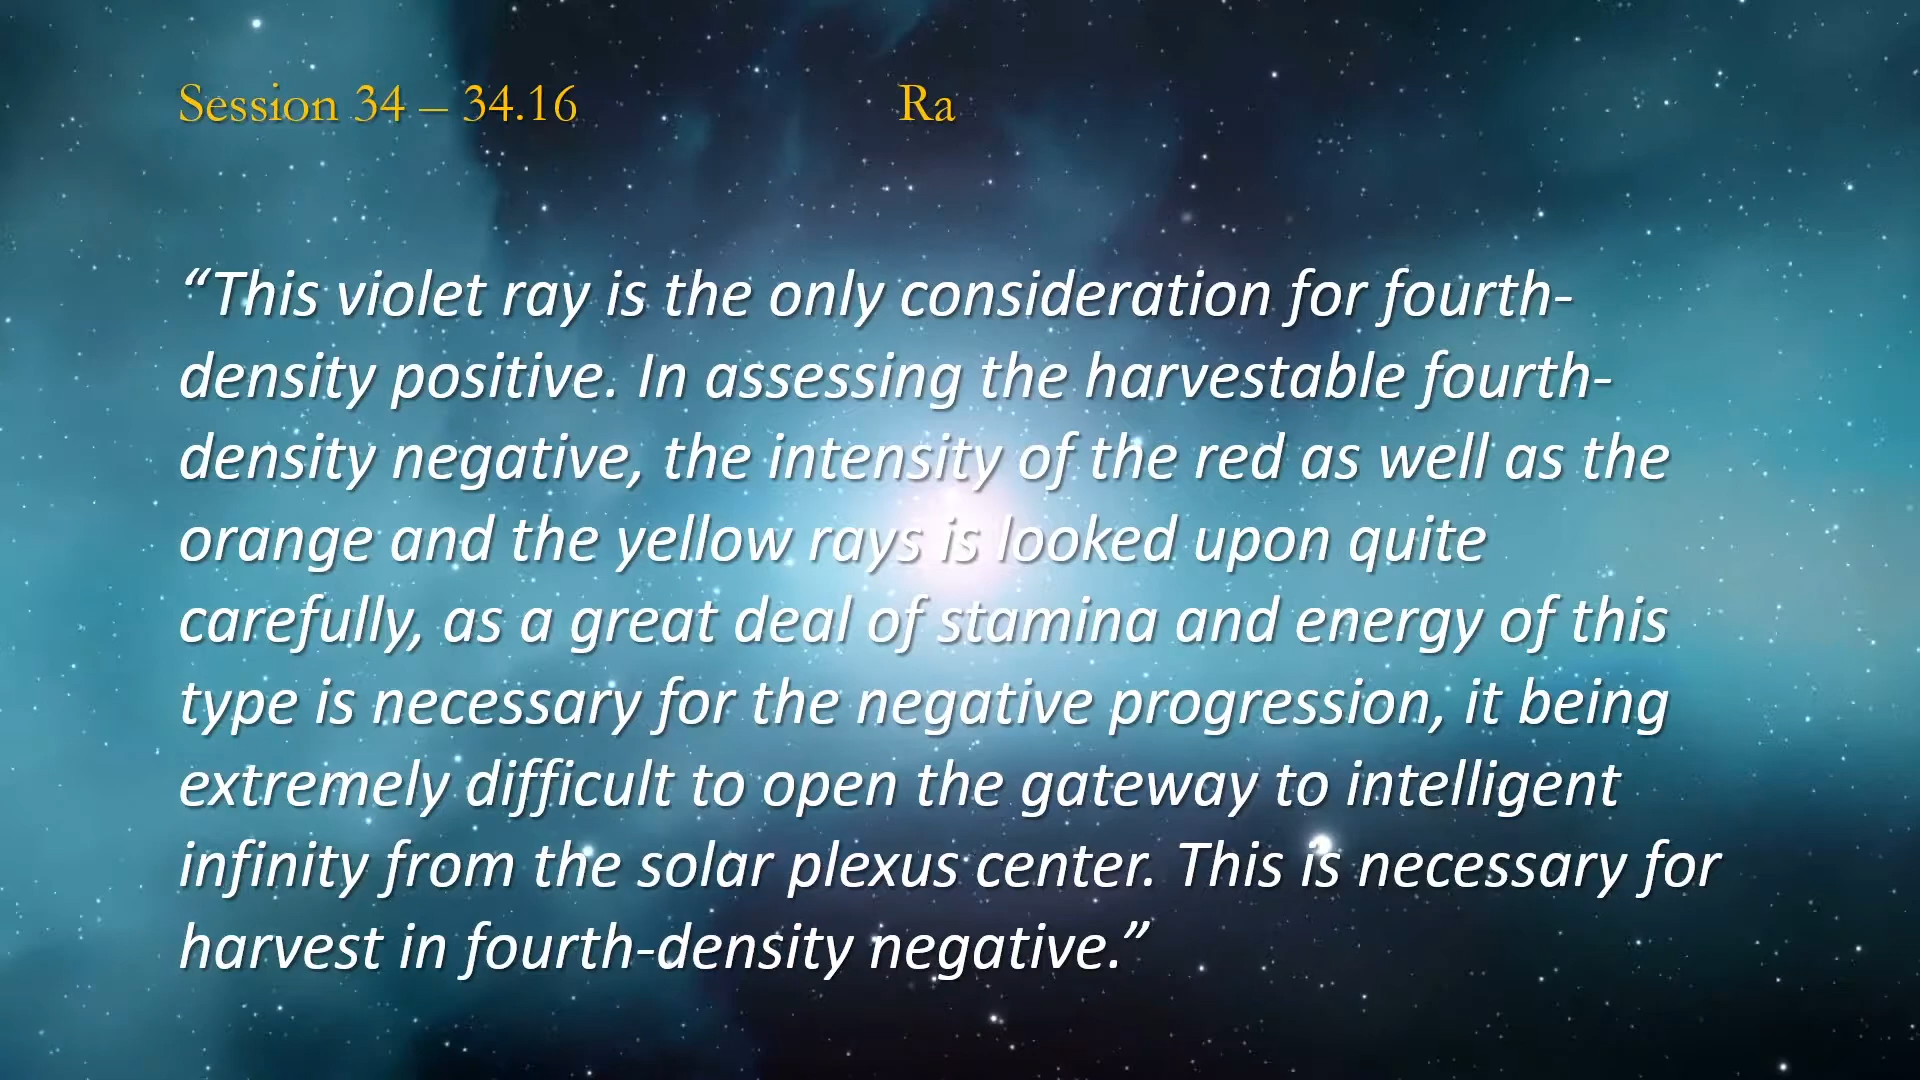 Session 34 – 34.16 Ra
“This violet ray is the only consideration for fourth-
density positive. In assessing the harvestable fourth-
density negative, the intensity of the red as well as the
orange and the yellow rays is looked upon quite
carefully, as a great deal of stamina and energy of this
type is necessary for the negative progression, it being
extremely difficult to open the gateway to intelligent
infinity from the solar plexus center. This is necessary for
harvest in fourth-density negative.”